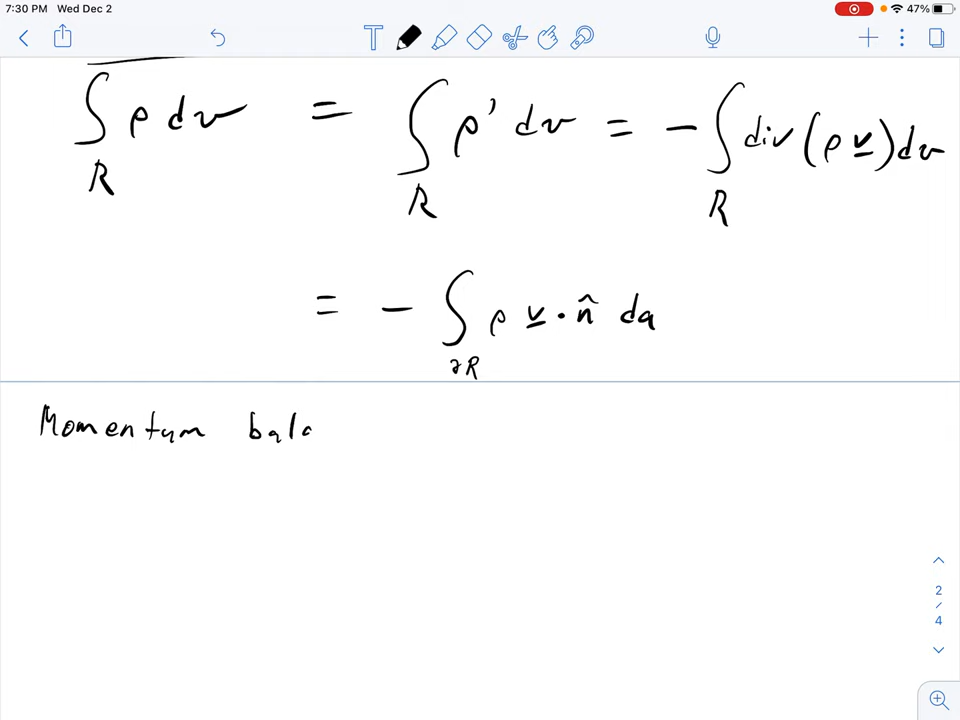 7:30 PM Wed Dec 2
47%
T
∫_R ρ dv = ∫_R ρ' dv = - ∫_R div(ρ v̲) dv
= - ∫_∂R ρ v̲ · n̂ da
Momentum bala
2
/
4